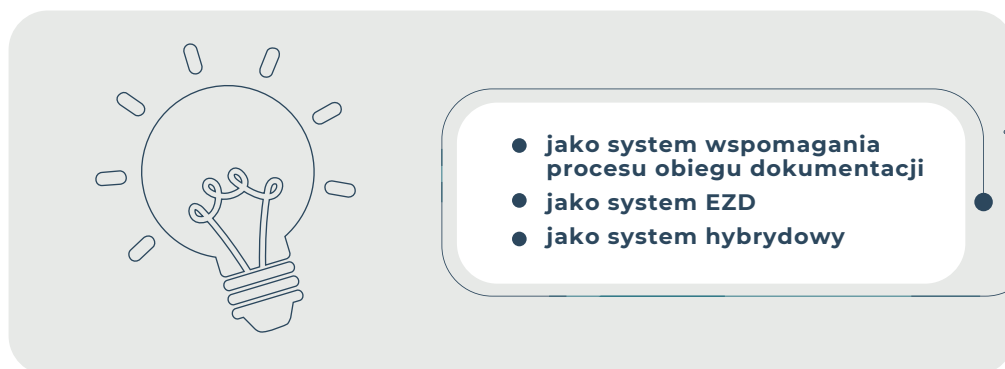 jako system wspomagania
procesu obiegu dokumentacji
jako system EZD
jako system hybrydowy